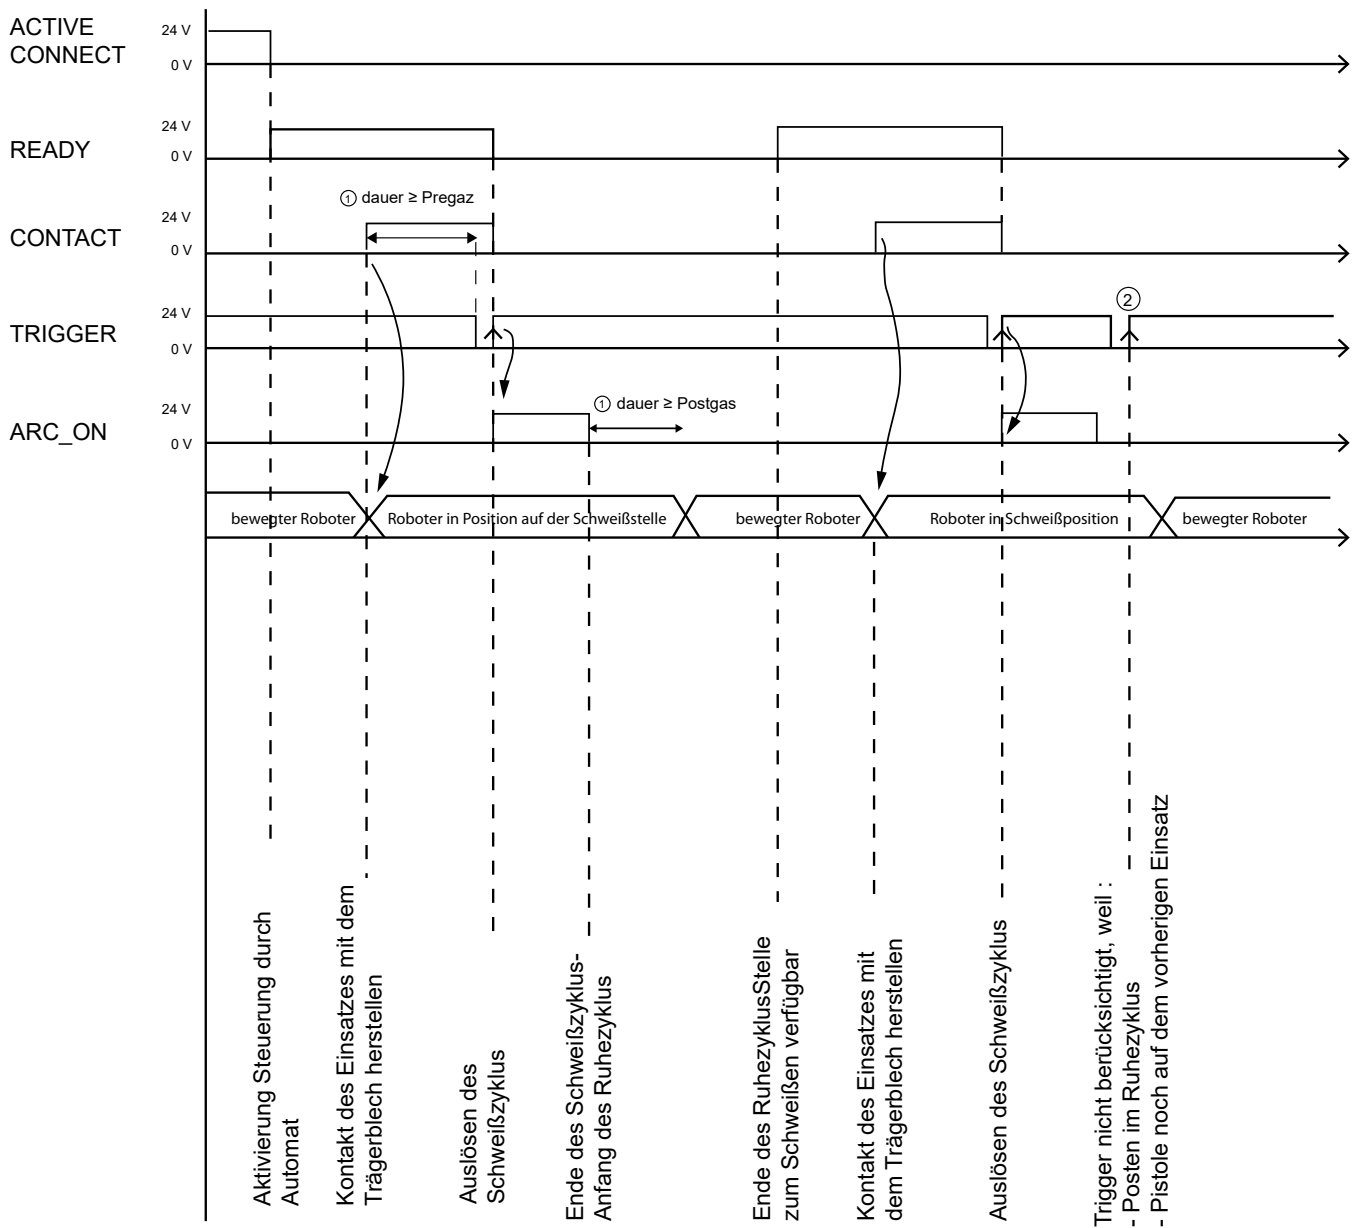 ACTIVE
CONNECT
24 V
0 V
READY
24 V
0 V
① dauer ≥ Pregaz
CONTACT
24 V
0 V
②
TRIGGER
24 V
0 V
① dauer ≥ Postgas
ARC_ON
24 V
0 V
bewegter Roboter
Roboter in Position auf der Schweißstelle
bewegter Roboter
Roboter in Schweißposition
bewegter Roboter
Aktivierung Steuerung durch
Automat
Kontakt des Einsatzes mit dem
Trägerblech herstellen
Auslösen des
Schweißzyklus
Ende des Schweißzyklus-
Anfang des Ruhezyklus
Ende des RuhezyklusStelle
zum Schweißen verfügbar
Kontakt des Einsatzes mit
dem Trägerblech herstellen
Auslösen des Schweißzyklus
Trigger nicht berücksichtigt, weil :
- Posten im Ruhezyklus
- Pistole noch auf dem vorherigen Einsatz